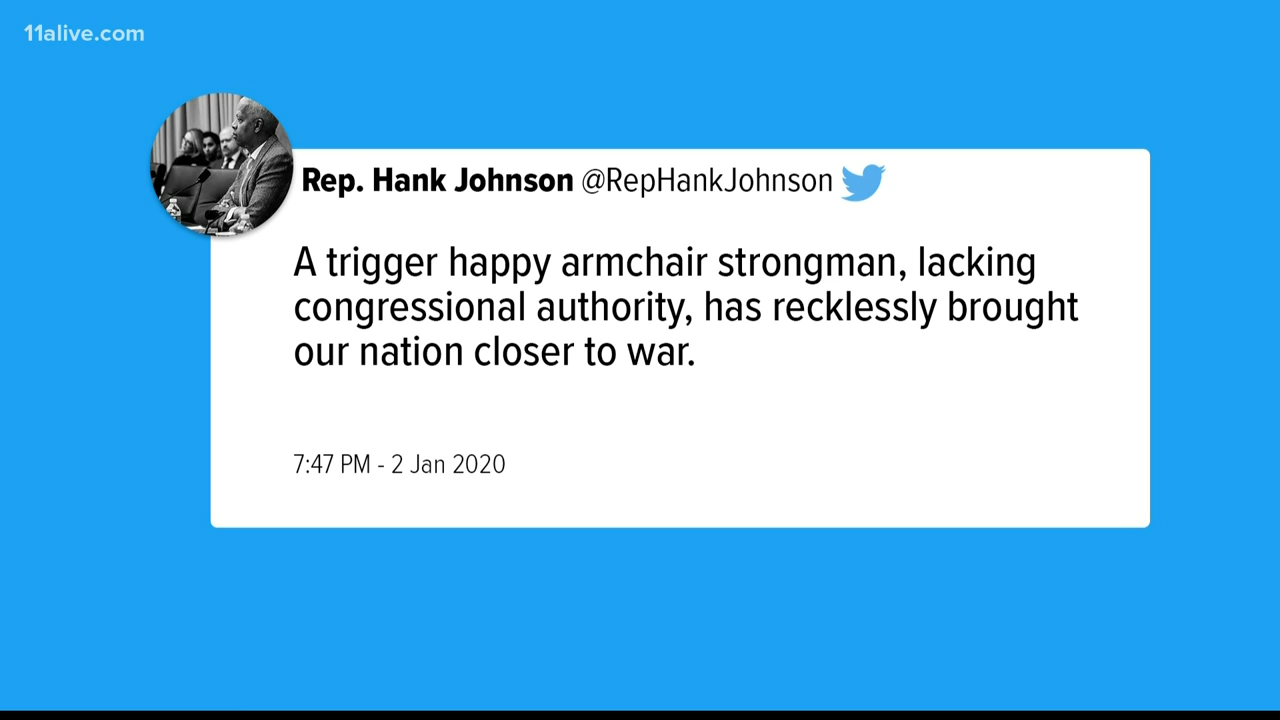 11alive.com
Rep. Hank Johnson @RepHankJohnson
A trigger happy armchair strongman, lacking
congressional authority, has recklessly brought
our nation closer to war.
7:47 PM - 2 Jan 2020